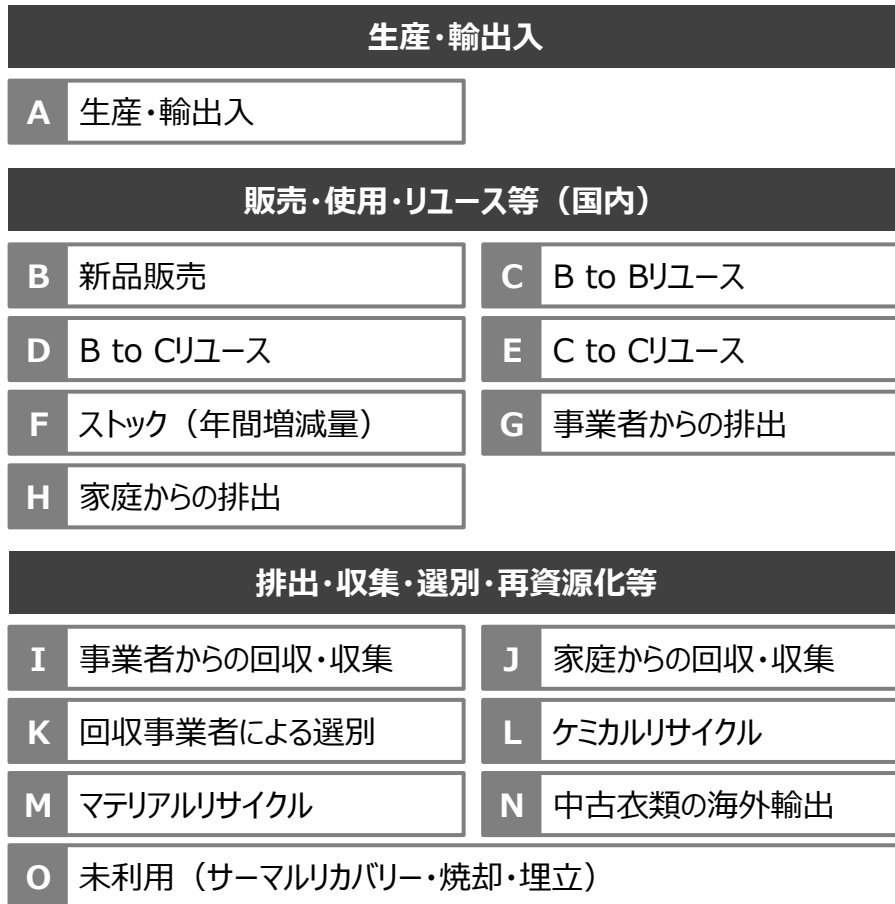 生産・輸出入
A 生産・輸出入
販売・使用・リユース等（国内）
B 新品販売 C B to Bリユース
D B to Cリユース E C to Cリユース
F ストック（年間増減量） G 事業者からの排出
H 家庭からの排出
排出・収集・選別・再資源化等
I 事業者からの回収・収集 J 家庭からの回収・収集
K 回収事業者による選別 L ケミカルリサイクル
M マテリアルリサイクル N 中古衣類の海外輸出
O 未利用（サーマルリカバリー・焼却・埋立）